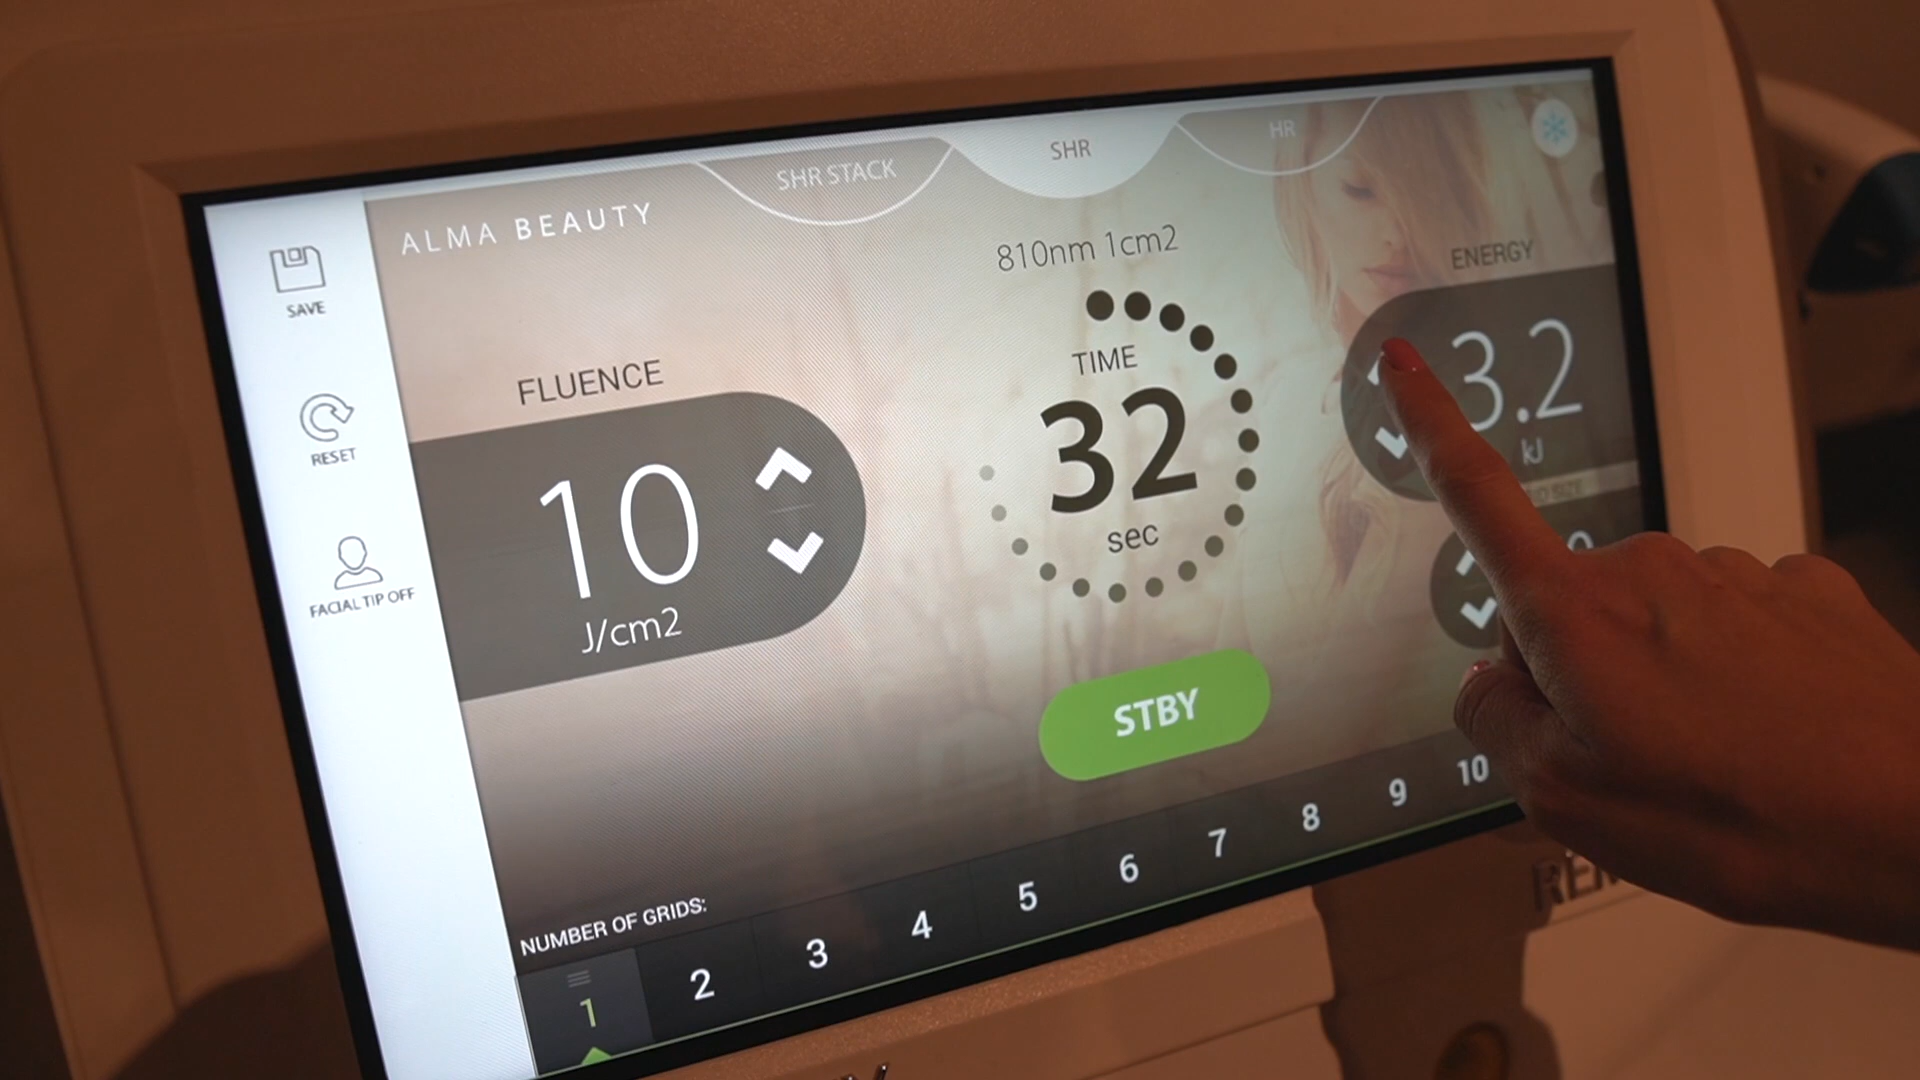 SHR STACK
SHR
HR
ALMA BEAUTY
810nm 1cm2
ENERGY
SAVE
3.2
kJ
FLUENCE
TIME
32
sec
RESET
10
J/cm2
FACIAL TIP OFF
STBY
NUMBER OF GRIDS:
1 2 3 4 5 6 7 8 9 10